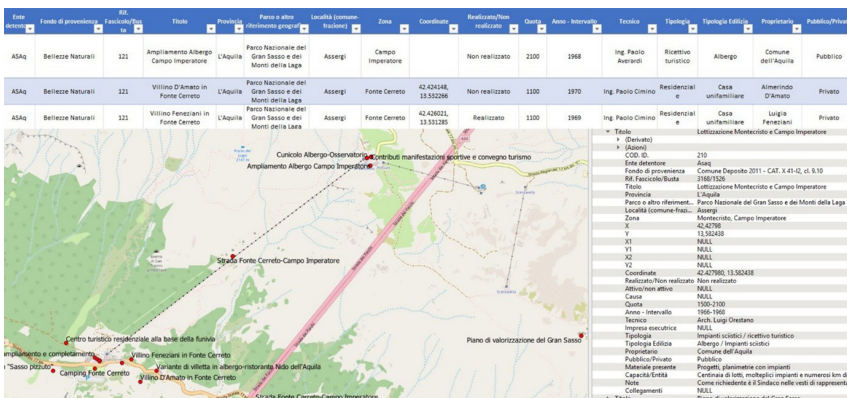 Ente detentore Fondo di provenienza Rif. Fascicolo/Busta Titolo Provincia Parco o altro riferimento geografico Località (comune-frazione) Zona Coordinate Realizzato/Non realizzato Quota Anno - Intervallo Tecnico Tipologia Tipologia Edilizia Proprietario Pubblico/Privat
ASAq Bellezze Naturali 121 Ampliamento Albergo Campo Imperatore L'Aquila Parco Nazionale del Gran Sasso e dei Monti della Laga Assergi Campo Imperatore Non realizzato 2100 1968 Ing. Paolo Averardi Ricettivo turistico Albergo Comune dell'Aquila Pubblico
ASAq Bellezze Naturali 121 Villino D'Amato in Fonte Cerreto L'Aquila Parco Nazionale del Gran Sasso e dei Monti della Laga Assergi Fonte Cerreto 42.424148, 13.532266 Non realizzato 1100 1970 Ing. Paolo Cimino Residenziale Casa unifamiliare Almerindo D'Amato Privato
ASAq Bellezze Naturali 121 Villino Feneziani in Fonte Cerreto L'Aquila Parco Nazionale del Gran Sasso e dei Monti della Laga Assergi Fonte Cerreto 42.426021, 13.531285 Realizzato 1100 1969 Ing. Paolo Cimino Residenziale Casa unifamiliare Luigia Feneziani Privato
Cunicolo Albergo-Osservatorio
Contributi manifestazioni sportive e convegno turismo
Ampliamento Albergo Campo Imperatore
Strada Fonte Cerreto-Campo Imperatore
Piano di valorizzazione del Gran Sasso
Centro turistico residenziale alla base della funivia
ampliamento e completamento
Villino Feneziani in Fonte Cerreto
"Sasso pizzuto"
Camping Fonte Cerreto
Variante di villetta in albergo-ristorante Nido dell'Aquila
Villino D'Amato in Fonte Cerreto
Strada Fonte Cerreto-Campo Imperatore
Titolo Lottizzazione Montecristo e Campo Imperatore
(Derivato)
(Azioni)
COD. ID. 210
Ente detentore Asaq
Fondo di provenienza Comune Deposito 2011 - CAT. X 41-I2, cl. 9.10
Rif. Fascicolo/Busta 3168/1526
Titolo Lottizzazione Montecristo e Campo Imperatore
Provincia L'Aquila
Parco o altro riferiment... Parco Nazionale del Gran Sasso e dei Monti della Laga
Località (comune-frazi... Assergi
Zona Montecristo, Campo Imperatore
X 42,42798
Y 13,582438
X1 NULL
Y1 NULL
X2 NULL
Y2 NULL
Coordinate 42.427980, 13.582438
Realizzato/Non realizzato Non realizzato
Attivo/non attivo NULL
Causa NULL
Quota 1500-2100
Anno - Intervallo 1966-1968
Tecnico Arch. Luigi Orestano
Impresa esecutrice NULL
Tipologia Impianti sciistici / ricettivo turistico
Tipologia Edilizia Albergo / Impianti sciistici
Proprietario Comune dell'Aquila
Pubblico/Privato Pubblico
Materiale presente Progetti, planimetrie con impianti
Capacità/Entità Centinaia di lotti, molteplici impianti e numerosi km di
Note Come richiedente è il Sindaco nelle vesti di rappresenta
Collegamenti NULL
Titolo Piano di valorizzazione del Gran Sasso